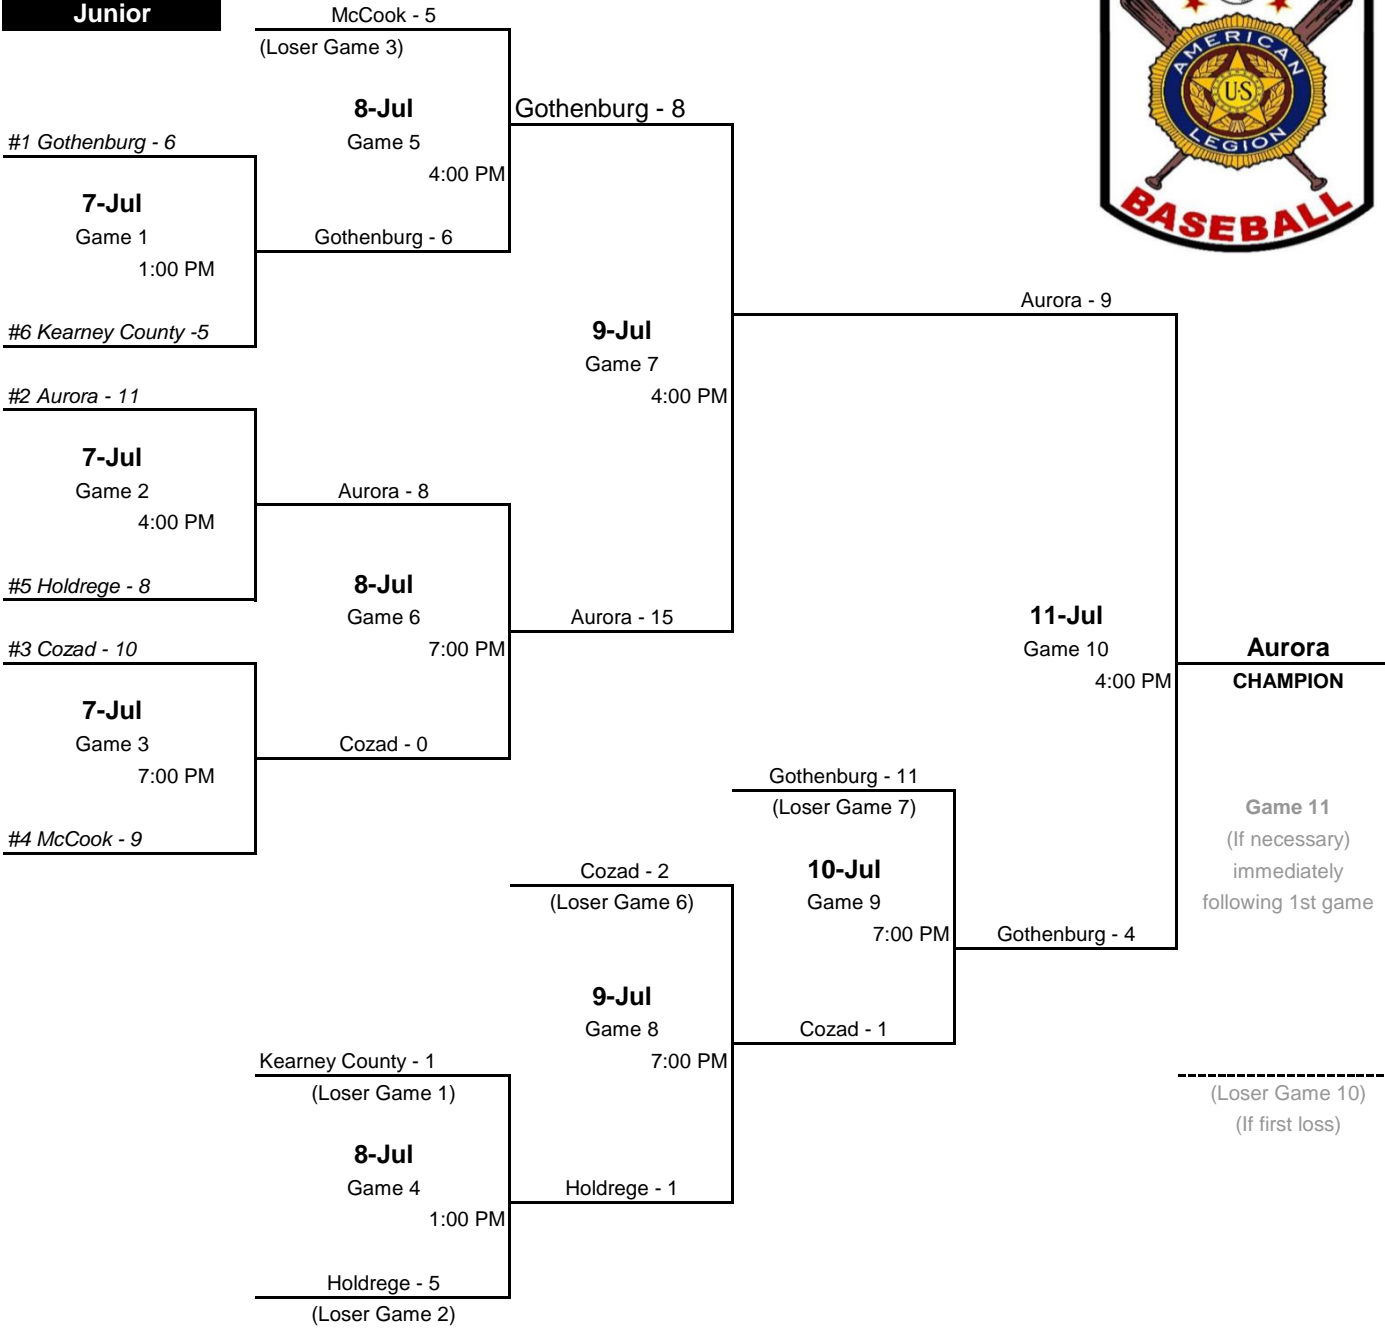 Junior
McCook - 5
(Loser Game 3)
8-Jul
Game 5
4:00 PM
Gothenburg - 8
#1 Gothenburg - 6
7-Jul
Game 1
1:00 PM
Gothenburg - 6
#6 Kearney County -5
9-Jul
Game 7
4:00 PM
Aurora - 9
#2 Aurora - 11
7-Jul
Game 2
4:00 PM
Aurora - 8
#5 Holdrege - 8
8-Jul
Game 6
7:00 PM
Aurora - 15
#3 Cozad - 10
7-Jul
Game 3
7:00 PM
Cozad - 0
#4 McCook - 9
11-Jul
Game 10
4:00 PM
Aurora
CHAMPION
Gothenburg - 11
(Loser Game 7)
10-Jul
Game 9
7:00 PM
Gothenburg - 4
Game 11
(If necessary)
immediately
following 1st game
Cozad - 2
(Loser Game 6)
9-Jul
Game 8
7:00 PM
Cozad - 1
Kearney County - 1
(Loser Game 1)
8-Jul
Game 4
1:00 PM
Holdrege - 1
Holdrege - 5
(Loser Game 2)
(Loser Game 10)
(If first loss)
AMERICAN
U·S
LEGION
BASEBALL